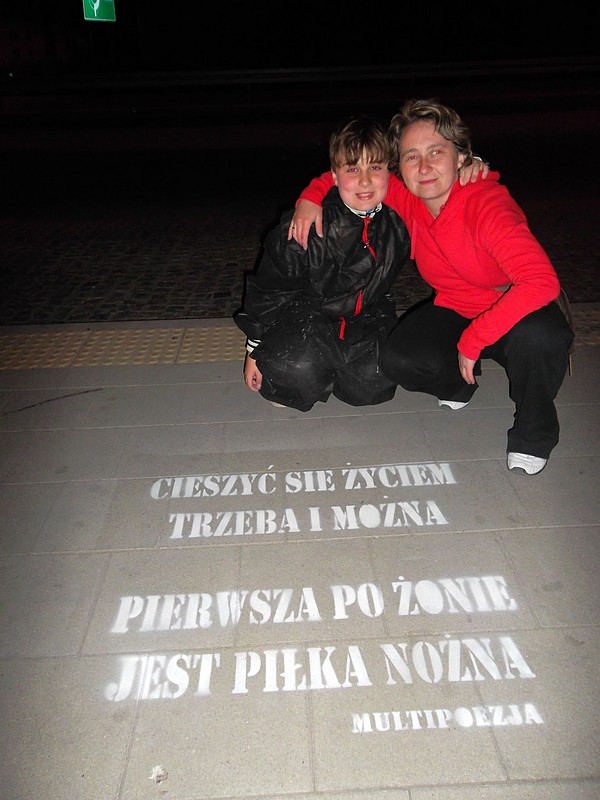 CIESZYĆ SIE ŻYCIEM
TRZEBA I MOŻNA
PIERWSZA PO ŻONIE
JEST PIŁKA NOŻNA
MULTIPOEZJA